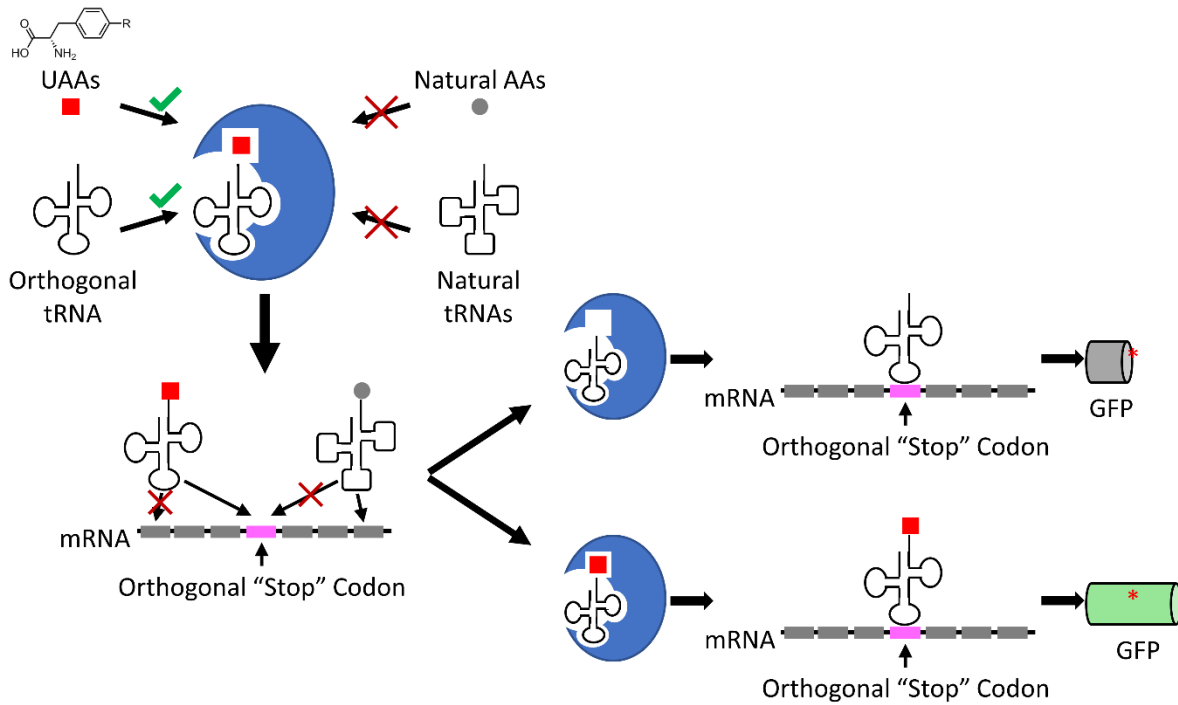 O
HO
NH2
R
UAAs
Natural AAs
Orthogonal
tRNA
Natural
tRNAs
mRNA
Orthogonal “Stop” Codon
mRNA
Orthogonal “Stop” Codon
*
GFP
mRNA
Orthogonal “Stop” Codon
*
GFP